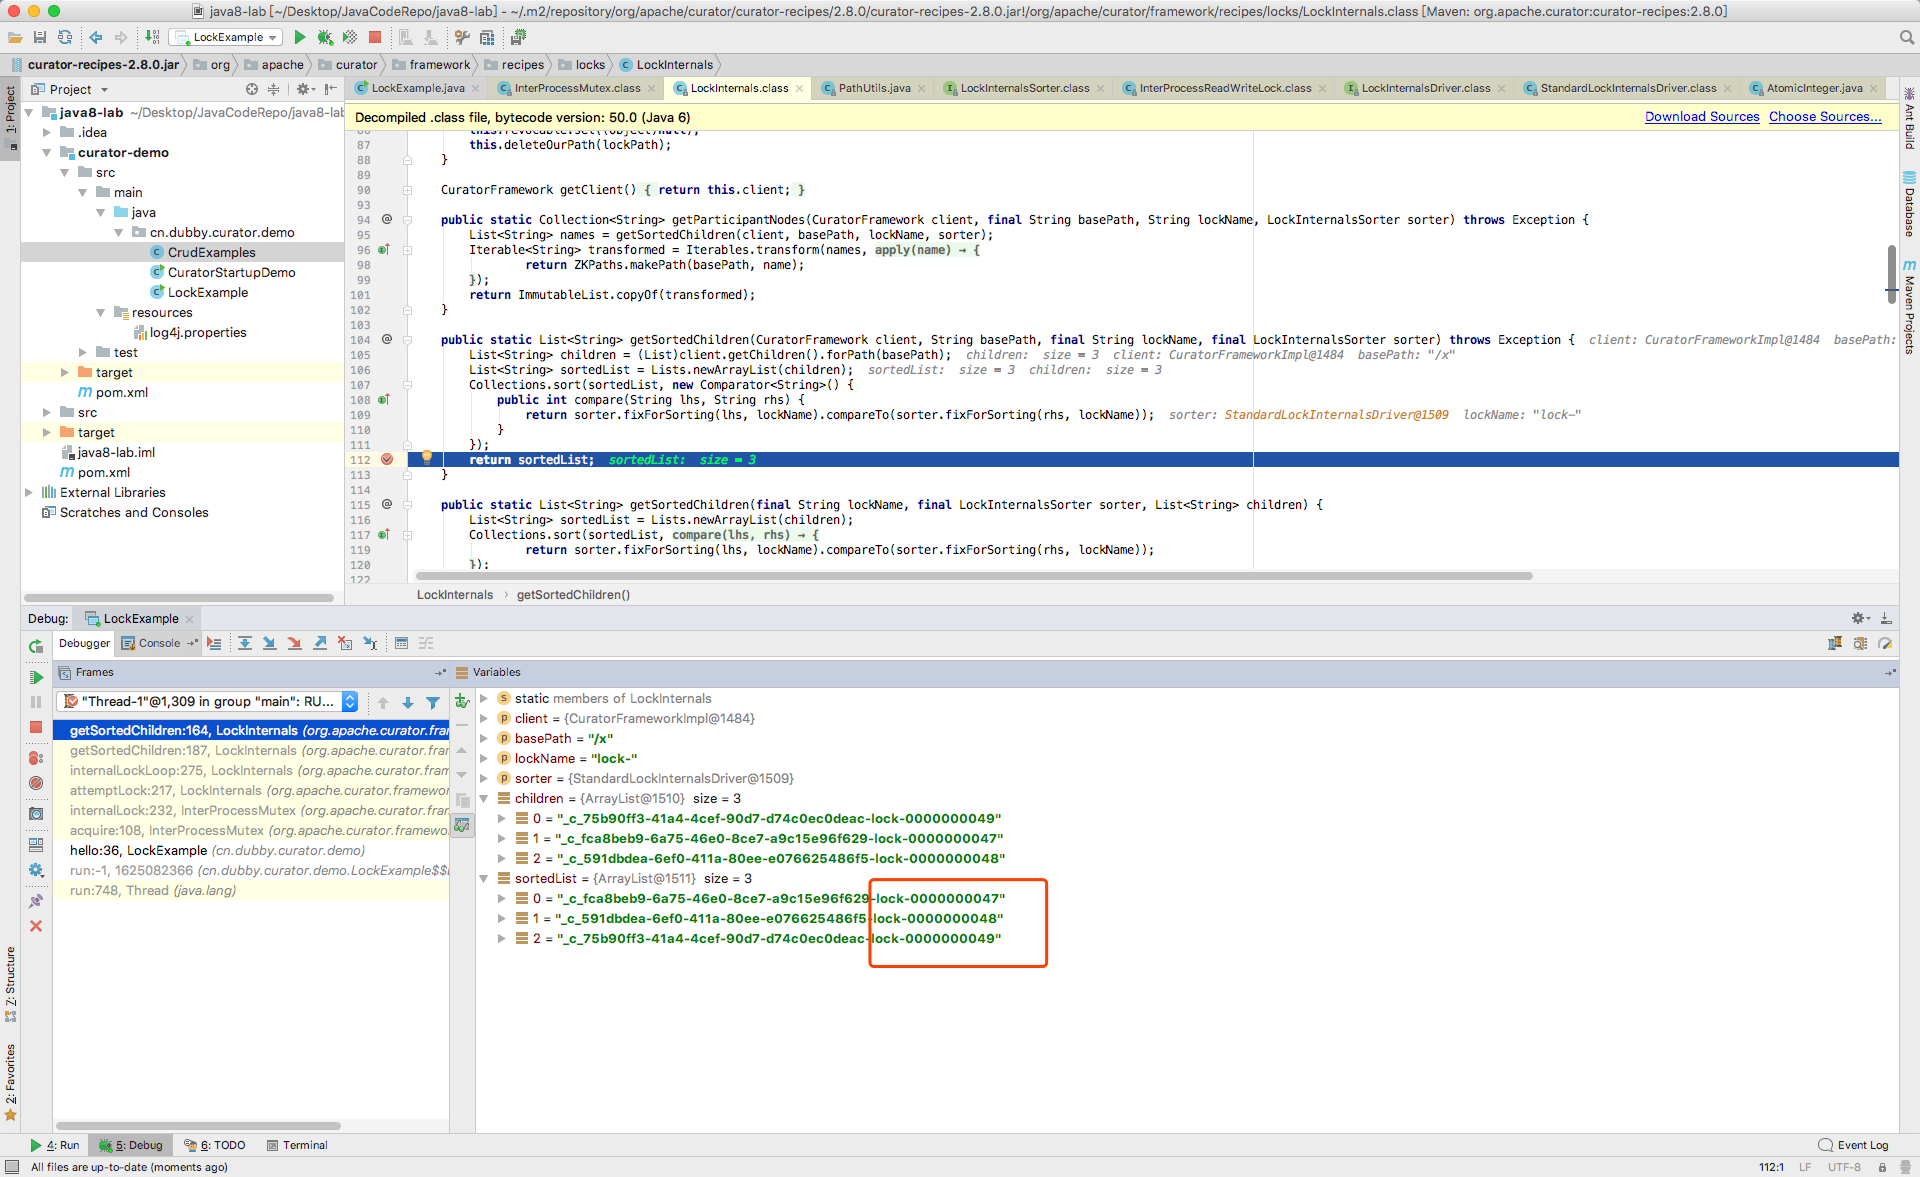 java8-lab [~/Desktop/JavaCodeRepo/java8-lab] - ~/.m2/repository/org/apache/curator/curator-recipes/2.8.0/curator-recipes-2.8.0.jar!/org/apache/curator/framework/recipes/locks/LockInternals.class [Maven: org.apache.curator:curator-recipes:2.8.0]
LockExample
curator-recipes-2.8.0.jar org apache curator framework recipes locks LockInternals
1: Project
Project
LockExample.java InterProcessMutex.class LockInternals.class PathUtils.java LockInternalsSorter.class InterProcessReadWriteLock.class LockInternalsDriver.class StandardLockInternalsDriver.class AtomicInteger.java
java8-lab ~/Desktop/JavaCodeRepo/java8-lab
.idea
curator-demo
src
main
java
cn.dubby.curator.demo
CrudExamples
CuratorStartupDemo
LockExample
resources
log4j.properties
test
target
pom.xml
src
target
java8-lab.iml
pom.xml
External Libraries
Scratches and Consoles
Decompiled .class file, bytecode version: 50.0 (Java 6) Download Sources Choose Sources...
86 this.revocable.set((Object)null);
87 this.deleteOurPath(lockPath);
88 }
89
90 CuratorFramework getClient() { return this.client; }
93
94 @ public static Collection<String> getParticipantNodes(CuratorFramework client, final String basePath, String lockName, LockInternalsSorter sorter) throws Exception {
95 List<String> names = getSortedChildren(client, basePath, lockName, sorter);
96 Iterable<String> transformed = Iterables.transform(names, apply(name) → {
98 return ZKPaths.makePath(basePath, name);
99 });
101 return ImmutableList.copyOf(transformed);
102 }
103
104 @ public static List<String> getSortedChildren(CuratorFramework client, String basePath, final String lockName, final LockInternalsSorter sorter) throws Exception { client: CuratorFrameworkImpl@1484 basePath:
105 List<String> children = (List)client.getChildren().forPath(basePath); children: size = 3 client: CuratorFrameworkImpl@1484 basePath: "/x"
106 List<String> sortedList = Lists.newArrayList(children); sortedList: size = 3 children: size = 3
107 Collections.sort(sortedList, new Comparator<String>() {
108 public int compare(String lhs, String rhs) {
109 return sorter.fixForSorting(lhs, lockName).compareTo(sorter.fixForSorting(rhs, lockName)); sorter: StandardLockInternalsDriver@1509 lockName: "lock-"
110 }
111 });
112 return sortedList; sortedList: size = 3
113 }
114
115 @ public static List<String> getSortedChildren(final String lockName, final LockInternalsSorter sorter, List<String> children) {
116 List<String> sortedList = Lists.newArrayList(children);
117 Collections.sort(sortedList, compare(lhs, rhs) → {
119 return sorter.fixForSorting(lhs, lockName).compareTo(sorter.fixForSorting(rhs, lockName));
120 });
122
LockInternals › getSortedChildren()
Ant Build
Database
Maven Projects
Debug: LockExample
Debugger Console
Frames
Variables
"Thread-1"@1,309 in group "main": RU...
getSortedChildren:164, LockInternals (org.apache.curator.fram
getSortedChildren:187, LockInternals (org.apache.curator.fran
internalLockLoop:275, LockInternals (org.apache.curator.fram
attemptLock:217, LockInternals (org.apache.curator.framewo
internalLock:232, InterProcessMutex (org.apache.curator.fram
acquire:108, InterProcessMutex (org.apache.curator.framewo
hello:36, LockExample (cn.dubby.curator.demo)
run:-1, 1625082366 (cn.dubby.curator.demo.LockExample$$
run:748, Thread (java.lang)
static members of LockInternals
client = {CuratorFrameworkImpl@1484}
basePath = "/x"
lockName = "lock-"
sorter = {StandardLockInternalsDriver@1509}
children = {ArrayList@1510} size = 3
0 = "_c_75b90ff3-41a4-4cef-90d7-d74c0ec0deac-lock-0000000049"
1 = "_c_fca8beb9-6a75-46e0-8ce7-a9c15e96f629-lock-0000000047"
2 = "_c_591dbdea-6ef0-411a-80ee-e076625486f5-lock-0000000048"
sortedList = {ArrayList@1511} size = 3
0 = "_c_fca8beb9-6a75-46e0-8ce7-a9c15e96f629-lock-0000000047"
1 = "_c_591dbdea-6ef0-411a-80ee-e076625486f5-lock-0000000048"
2 = "_c_75b90ff3-41a4-4cef-90d7-d74c0ec0deac-lock-0000000049"
7: Structure
2: Favorites
4: Run 5: Debug 6: TODO Terminal Event Log
All files are up-to-date (moments ago) 112:1 LF UTF-8